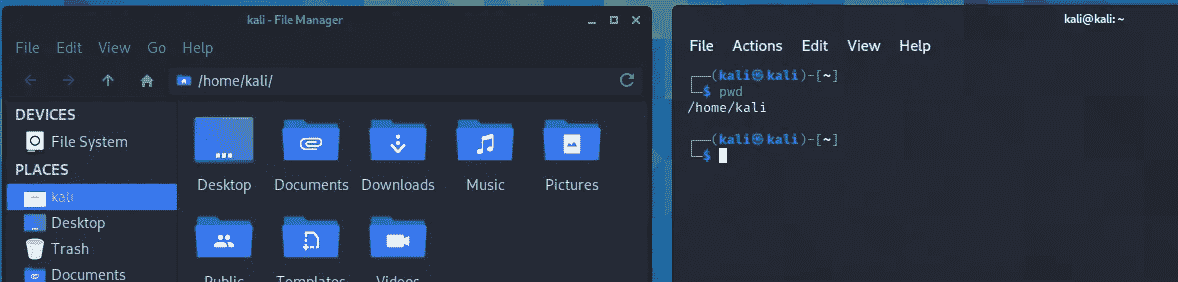 kali - File Manager
File Edit View Go Help
/home/kali/
DEVICES
File System
PLACES
kali
Desktop
Trash
Documents
Desktop Documents Downloads Music Pictures
Public Templates Videos
kali@kali: ~
File Actions Edit View Help
┌──(kali㉿kali)-[~]
└─$ pwd
/home/kali
┌──(kali㉿kali)-[~]
└─$